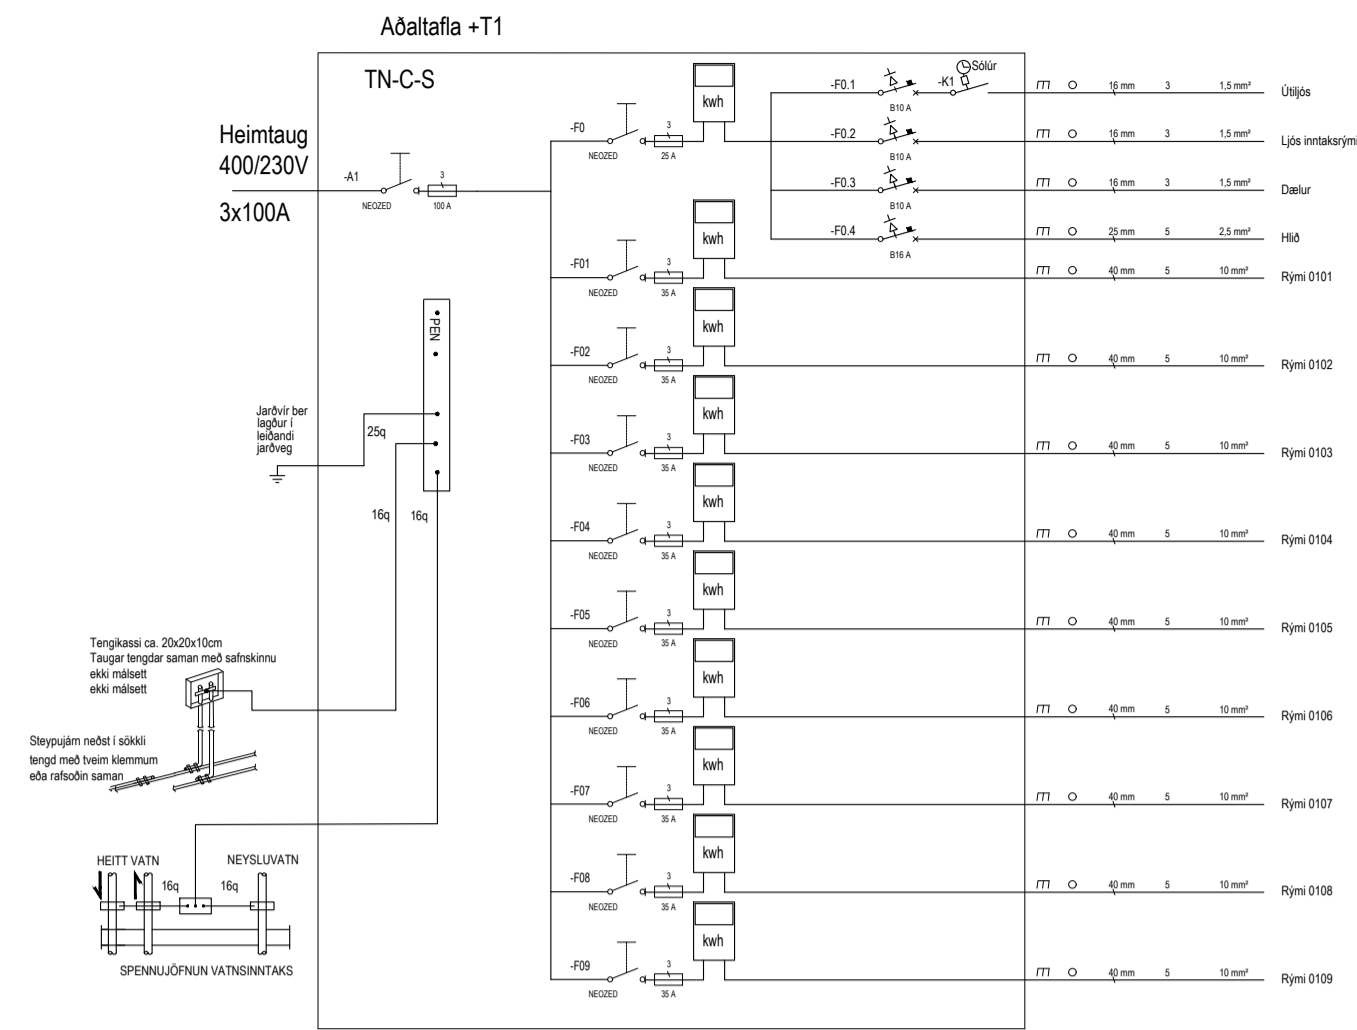 Aðaltafla +T1
TN-C-S
Heimtaug
400/230V
3x100A
-A1
NEOZED
3
100 A
-F0
NEOZED
3
25 A
kwh
-F0.1
B10 A
-K1
Sólúr
16 mm
3
1,5 mm²
Útiljós
-F0.2
B10 A
16 mm
3
1,5 mm²
Ljós inntaksrými
-F0.3
B10 A
16 mm
3
1,5 mm²
Dælur
-F0.4
B16 A
25 mm
5
2,5 mm²
Hlið
-F01
NEOZED
3
35 A
kwh
40 mm
5
10 mm²
Rými 0101
-F02
NEOZED
3
35 A
kwh
40 mm
5
10 mm²
Rými 0102
-F03
NEOZED
3
35 A
kwh
40 mm
5
10 mm²
Rými 0103
-F04
NEOZED
3
35 A
kwh
40 mm
5
10 mm²
Rými 0104
-F05
NEOZED
3
35 A
kwh
40 mm
5
10 mm²
Rými 0105
-F06
NEOZED
3
35 A
kwh
40 mm
5
10 mm²
Rými 0106
-F07
NEOZED
3
35 A
kwh
40 mm
5
10 mm²
Rými 0107
-F08
NEOZED
3
35 A
kwh
40 mm
5
10 mm²
Rými 0108
-F09
NEOZED
3
35 A
kwh
40 mm
5
10 mm²
Rými 0109
PEN
Jarðvír ber
lagður í
leiðandi
jarðveg
25q
16q
16q
Tengikassi ca. 20x20x10cm
Taugar tengdar saman með safnskinnu
ekki málsett
ekki málsett
Steypujárn neðst í sökkli
tengd með tveim klemmum
eða rafsoðin saman
HEITT VATN
NEYSLUVATN
16q
16q
SPENNUJÖFNUN VATNSINNTAKS